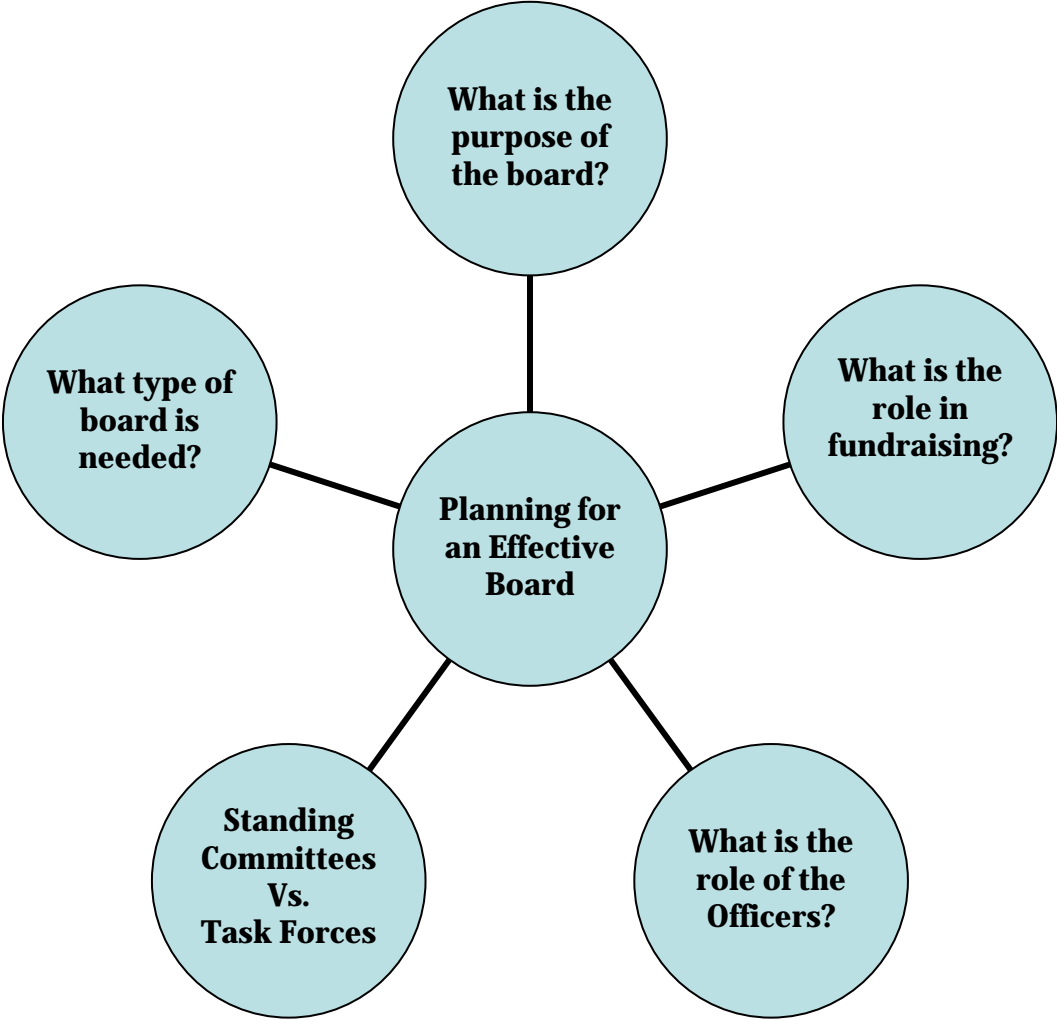 What is the
purpose of
the board?
What type of
board is
needed?
What is the
role in
fundraising?
Planning for
an Effective
Board
Standing
Committees
Vs.
Task Forces
What is the
role of the
Officers?